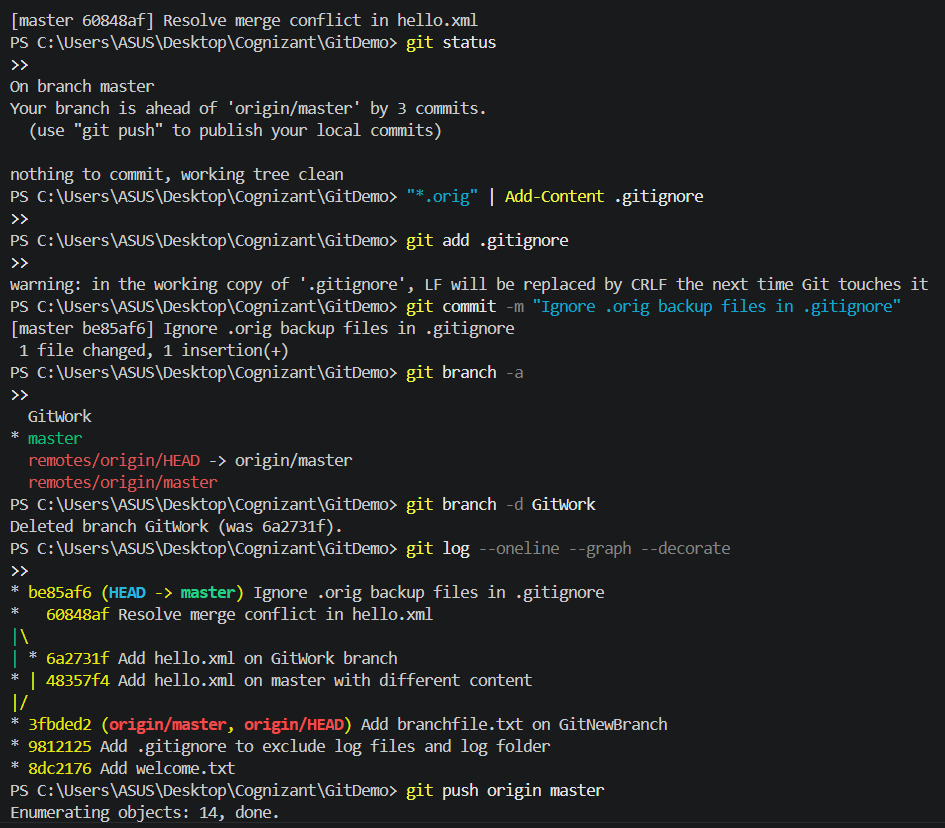 [master 60848af] Resolve merge conflict in hello.xml
PS C:\Users\ASUS\Desktop\Cognizant\GitDemo> git status
>>
On branch master
Your branch is ahead of 'origin/master' by 3 commits.
  (use "git push" to publish your local commits)

nothing to commit, working tree clean
PS C:\Users\ASUS\Desktop\Cognizant\GitDemo> "*.orig" | Add-Content .gitignore
>>
PS C:\Users\ASUS\Desktop\Cognizant\GitDemo> git add .gitignore
>>
warning: in the working copy of '.gitignore', LF will be replaced by CRLF the next time Git touches it
PS C:\Users\ASUS\Desktop\Cognizant\GitDemo> git commit -m "Ignore .orig backup files in .gitignore"
[master be85af6] Ignore .orig backup files in .gitignore
 1 file changed, 1 insertion(+)
PS C:\Users\ASUS\Desktop\Cognizant\GitDemo> git branch -a
>>
  GitWork
* master
  remotes/origin/HEAD -> origin/master
  remotes/origin/master
PS C:\Users\ASUS\Desktop\Cognizant\GitDemo> git branch -d GitWork
Deleted branch GitWork (was 6a2731f).
PS C:\Users\ASUS\Desktop\Cognizant\GitDemo> git log --oneline --graph --decorate
>>
* be85af6 (HEAD -> master) Ignore .orig backup files in .gitignore
*   60848af Resolve merge conflict in hello.xml
|\
| * 6a2731f Add hello.xml on GitWork branch
* | 48357f4 Add hello.xml on master with different content
|/
* 3fbded2 (origin/master, origin/HEAD) Add branchfile.txt on GitNewBranch
* 9812125 Add .gitignore to exclude log files and log folder
* 8dc2176 Add welcome.txt
PS C:\Users\ASUS\Desktop\Cognizant\GitDemo> git push origin master
Enumerating objects: 14, done.